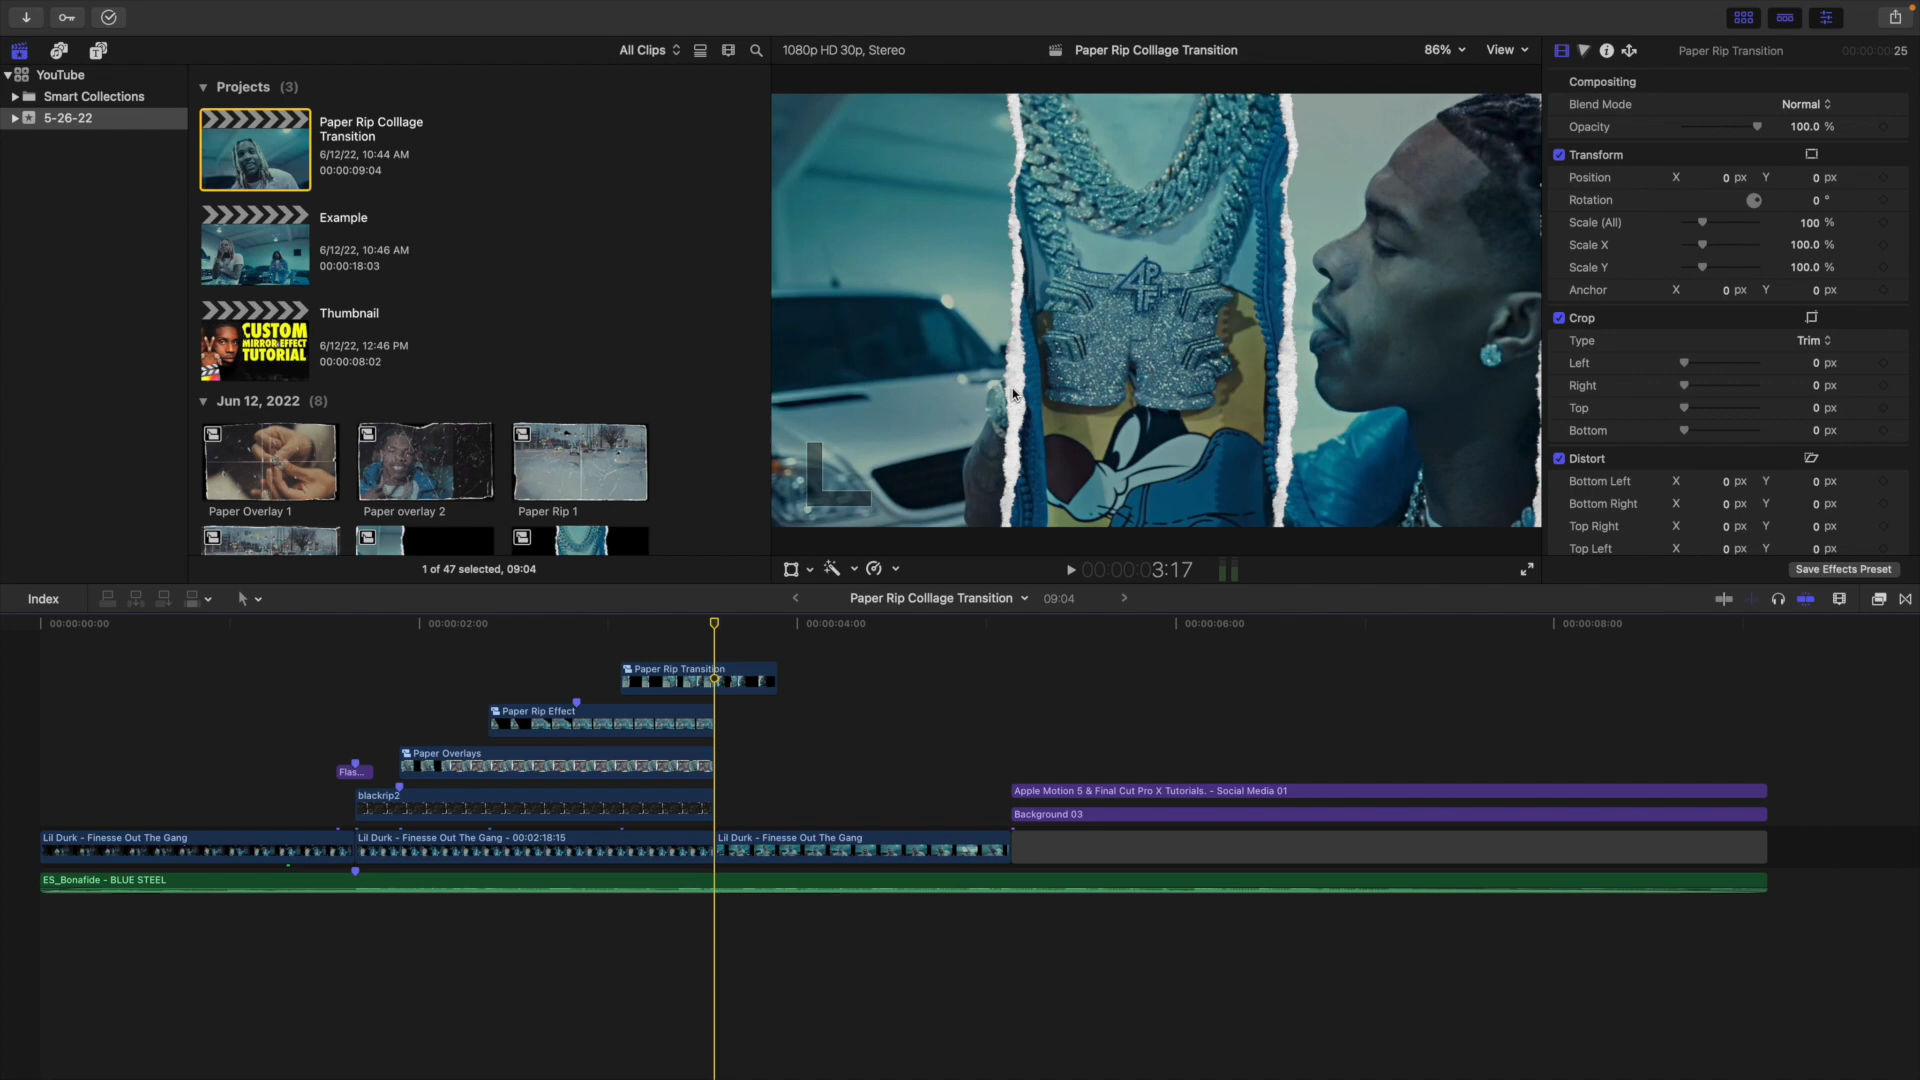 All Clips
1080p HD 30p, Stereo
Paper Rip Colllage Transition
86%
View
Paper Rip Transition
00:00:00:25
YouTube
Smart Collections
5-26-22
Projects (3)
Paper Rip Colllage
Transition
6/12/22, 10:44 AM
00:00:09:04
Example
6/12/22, 10:46 AM
00:00:18:03
CUSTOM
MIRROR EFFECT
TUTORIAL
Thumbnail
6/12/22, 12:46 PM
00:00:08:02
Jun 12, 2022 (8)
Paper Overlay 1
Paper overlay 2
Paper Rip 1
1 of 47 selected, 09:04
4PF
L
Compositing
Blend Mode Normal
Opacity 100.0 %
Transform
Position X 0 px Y 0 px
Rotation 0 °
Scale (All) 100 %
Scale X 100.0 %
Scale Y 100.0 %
Anchor X 0 px Y 0 px
Crop
Type Trim
Left 0 px
Right 0 px
Top 0 px
Bottom 0 px
Distort
Bottom Left X 0 px Y 0 px
Bottom Right X 0 px Y 0 px
Top Right X 0 px Y 0 px
Top Left X 0 px Y 0 px
00:00:03:17
Save Effects Preset
Index
Paper Rip Colllage Transition
09:04
00:00:00:00
00:00:02:00
00:00:04:00
00:00:06:00
00:00:08:00
Paper Rip Transition
Paper Rip Effect
Paper Overlays
Flas...
blackrip2
Apple Motion 5 & Final Cut Pro X Tutorials. - Social Media 01
Background 03
Lil Durk - Finesse Out The Gang
Lil Durk - Finesse Out The Gang - 00:02:18:15
Lil Durk - Finesse Out The Gang
ES_Bonafide - BLUE STEEL